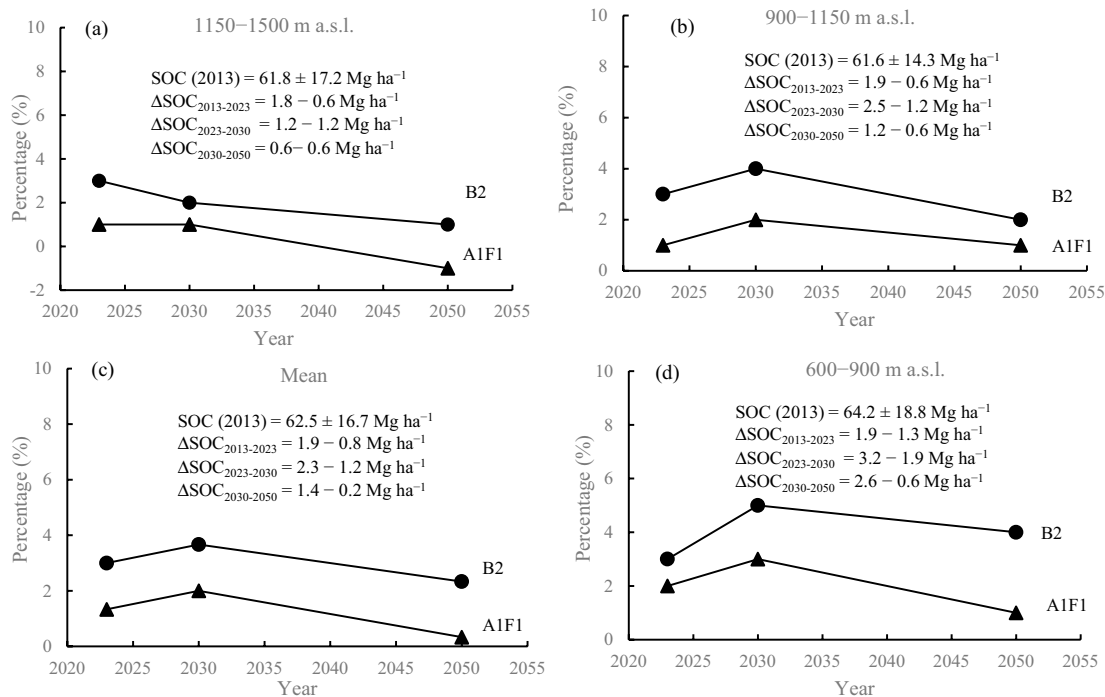 (a)
1150−1500 m a.s.l.
SOC (2013) = 61.8 ± 17.2 Mg ha−1
ΔSOC2013-2023 = 1.8 − 0.6 Mg ha−1
ΔSOC2023-2030 = 1.2 − 1.2 Mg ha−1
ΔSOC2030-2050 = 0.6− 0.6 Mg ha−1
B2
A1F1
Percentage (%)
10
8
6
4
2
0
-2
2020 2025 2030 2035 2040 2045 2050 2055
Year
(b)
900−1150 m a.s.l.
SOC (2013) = 61.6 ± 14.3 Mg ha−1
ΔSOC2013-2023 = 1.9 − 0.6 Mg ha−1
ΔSOC2023-2030 = 2.5 − 1.2 Mg ha−1
ΔSOC2030-2050 = 1.2 − 0.6 Mg ha−1
B2
A1F1
Percentage (%)
10
8
6
4
2
0
2020 2025 2030 2035 2040 2045 2050 2055
Year
(c)
Mean
SOC (2013) = 62.5 ± 16.7 Mg ha−1
ΔSOC2013-2023 = 1.9 − 0.8 Mg ha−1
ΔSOC2023-2030 = 2.3 − 1.2 Mg ha−1
ΔSOC2030-2050 = 1.4 − 0.2 Mg ha−1
B2
A1F1
Percentage (%)
10
8
6
4
2
0
2020 2025 2030 2035 2040 2045 2050 2055
Year
(d)
600−900 m a.s.l.
SOC (2013) = 64.2 ± 18.8 Mg ha−1
ΔSOC2013-2023 = 1.9 − 1.3 Mg ha−1
ΔSOC2023-2030 = 3.2 − 1.9 Mg ha−1
ΔSOC2030-2050 = 2.6 − 0.6 Mg ha−1
B2
A1F1
Percentage (%)
10
8
6
4
2
0
2020 2025 2030 2035 2040 2045 2050 2055
Year